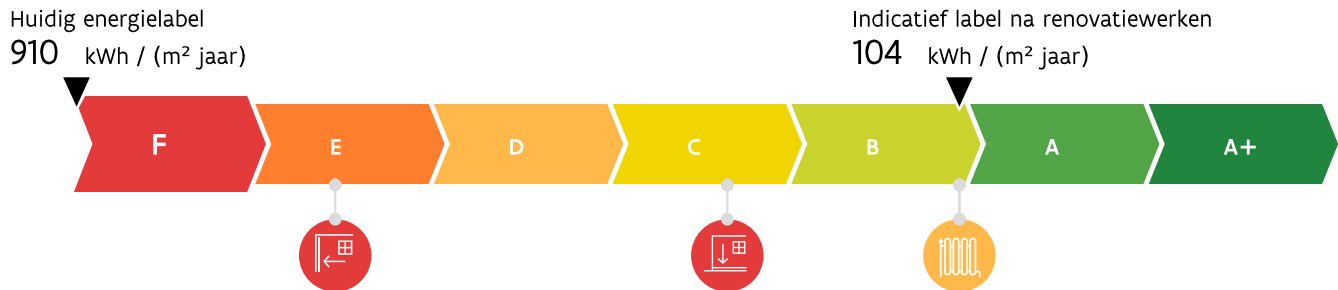 Huidig energielabel
910 kWh / (m² jaar)
Indicatief label na renovatiewerken
104 kWh / (m² jaar)
F E D C B A A+